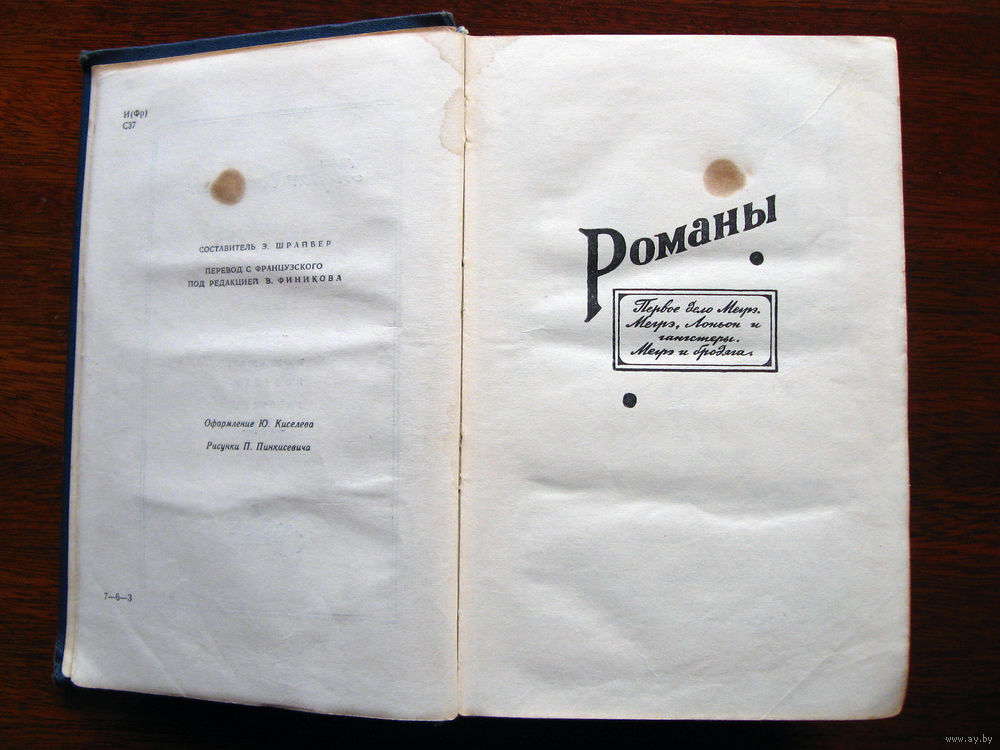 И(Фр)
С37
СОСТАВИТЕЛЬ Э. ШРАЙБЕР
ПЕРЕВОД С ФРАНЦУЗСКОГО
ПОД РЕДАКЦИЕЙ В. ФИНИКОВА
Оформление Ю. Киселева
Рисунки П. Пинкисевича
7—6—3
Романы
Первое дело Мегрэ.
Мегрэ, Лоньон и
гангстеры.
Мегрэ и бродяга.
www.ay.by